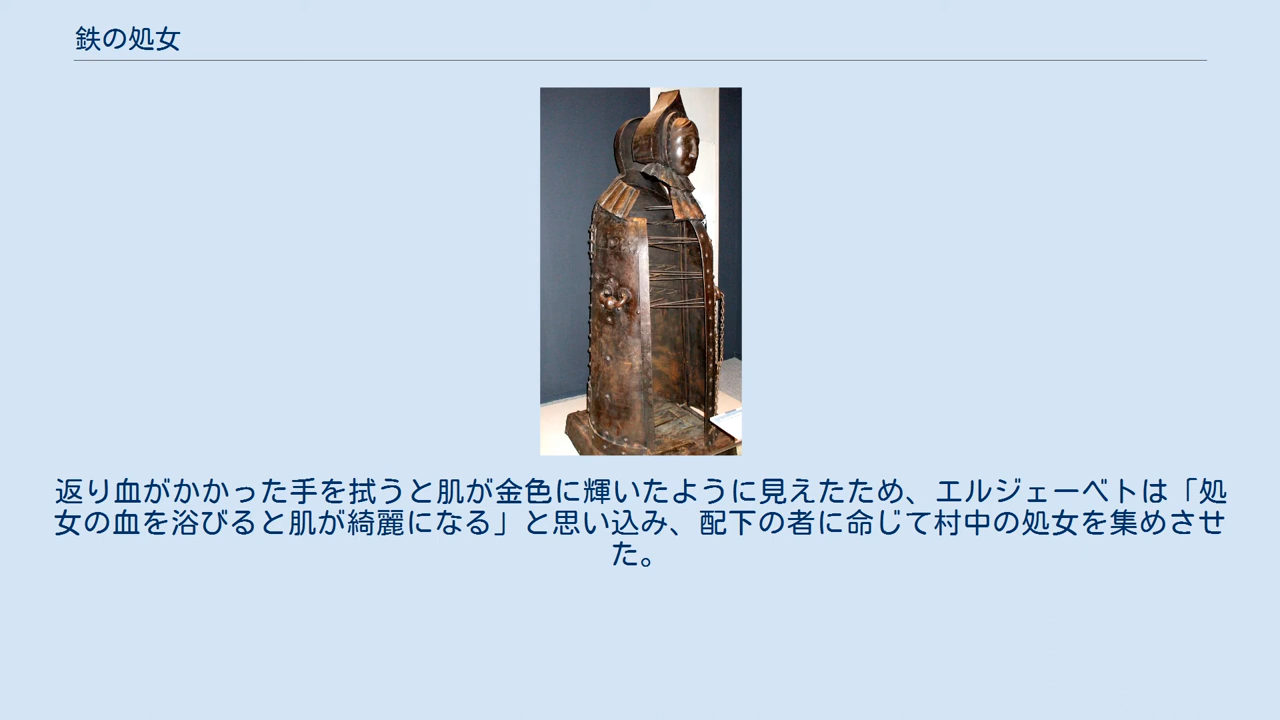 鉄の処女
返り血がかかった手を拭うと肌が金色に輝いたように見えたため、エルジェーベトは「処
女の血を浴びると肌が綺麗になる」と思い込み、配下の者に命じて村中の処女を集めさせ
た。